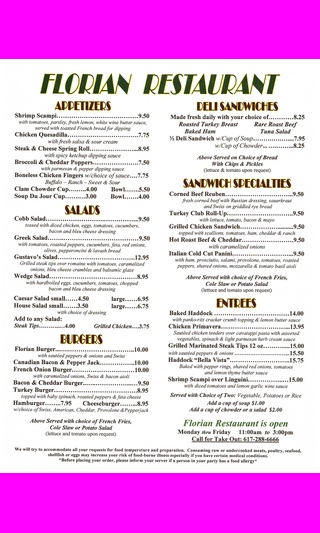 FLORIAN RESTAURANT
APPETIZERS
Shrimp Scampi.....9.50
with tomatoes, parsley, fresh lemon, white wine butter sauce,
served with toasted French bread for dipping
Chicken Quesadilla.....7.75
with fresh salsa & sour cream
Steak & Cheese Spring Roll.....8.95
with spicy ketchup dipping sauce
Broccoli & Cheddar Poppers.....7.50
with parmesan & pepper dipping sauce
Boneless Chicken Fingers w/choice of sauce....7.75
Buffalo ~ Ranch ~ Sweet & Sour
Clam Chowder Cup.....4.00 Bowl.....5.50
Soup Du Jour Cup.....3.00 Bowl.....4.00
SALADS
Cobb Salad.....9.50
tossed with diced chicken, eggs, tomatoes, cucumbers,
bacon and bleu cheese dressing
Greek Salad.....9.50
with tomatoes, roasted peppers, cucumbers, feta, red onions,
olives, pepperoncini & lavash bread
Gustavo's Salad.....12.95
Grilled steak tips over romaine with tomatoes, caramelized
onions, bleu cheese crumbles and balsamic glaze
Wedge Salad.....8.95
with hardboiled eggs, cucumbers, tomatoes, chopped
bacon and bleu cheese dressing
Caesar Salad small.....4.50 large.......6.95
House Salad small.....3.50 large.......6.75
with choice of dressing
Add to any Salad:
Steak Tips.......4.00 Grilled Chicken.....3.75
BURGERS
Florian Burger.....10.00
with sautéed peppers & onions and Swiss
Canadian Bacon & Pepper Jack.....10.00
French Onion Burger.....10.00
with caramelized onions, Swiss & bacon aioli
Bacon & Cheddar Burger.....9.50
Turkey Burger.....8.95
topped with baby spinach, roasted peppers & feta cheese
Hamburger.......7.95 Cheeseburger.......8.95
w/choice of Swiss, American, Cheddar, Provolone &Pepperjack
Above Served with choice of French Fries,
Cole Slaw or Potato Salad
(lettuce and tomato upon request)
DELI SANDWICHES
Made fresh daily with your choice of.....8.25
Roasted Turkey Breast Rare Roast Beef
Baked Ham Tuna Salad
½ Deli Sandwich w/Cup of Soup.....7.95
w/Cup of Chowder.....8.25
Above Served on Choice of Bread
With Chips & Pickles
(lettuce & tomato upon request)
SANDWICH SPECIALTIES
Corned Beef Reuben.....9.50
fresh corned beef with Russian dressing, sauerkraut
and Swiss on griddled rye bread
Turkey Club Roll-Up.....9.50
with lettuce, tomato, bacon & mayo
Grilled Chicken Sandwich.....9.50
topped with scallions, tomatoes, ham, cheddar & ranch
Hot Roast Beef & Cheddar.....9.50
with caramelized onions
Italian Cold Cut Panini.....9.50
with ham, prosciutto, salami, provolone, tomatoes, roasted
peppers, shaved onions, mozzarella & tomato basil aioli
Above Served with choice of French Fries,
Cole Slaw or Potato Salad
(lettuce and tomato upon request)
ENTREES
Baked Haddock.....14.00
with panko-ritz cracker crumb topping & lemon butter sauce
Chicken Primavera.....13.95
Sautéed chicken over cavatappi pasta with assorted
vegetables, spinach & light parmesan herb cream sauce
Grilled Marinated Steak Tips 12 oz.....15.00
with sautéed peppers & onions.....15.50
Haddock "Bella Vista".....15.75
Baked with pepper rings, shaved red onions, tomatoes
and lemon thyme butter sauce
Shrimp Scampi over Linguini.....15.00
with diced tomatoes and lemon garlic wine sauce
Served with Choice of Two: Vegetable, Potatoes or Rice
Add a cup of soup $1.00
Add a cup of chowder or a salad $2.00
Florian Restaurant is open
Monday thru Friday 11:00am to 3:00pm
Call for Take Out: 617-288-6666
We will try to accommodate all your requests for food temperature and preparation. Consuming raw or undercooked meats, poultry, seafood,
shellfish or eggs may increase your risk of food-borne illness especially if you have certain medical conditions.
*Before placing your order, please inform your server if a person in your party has a food allergy*